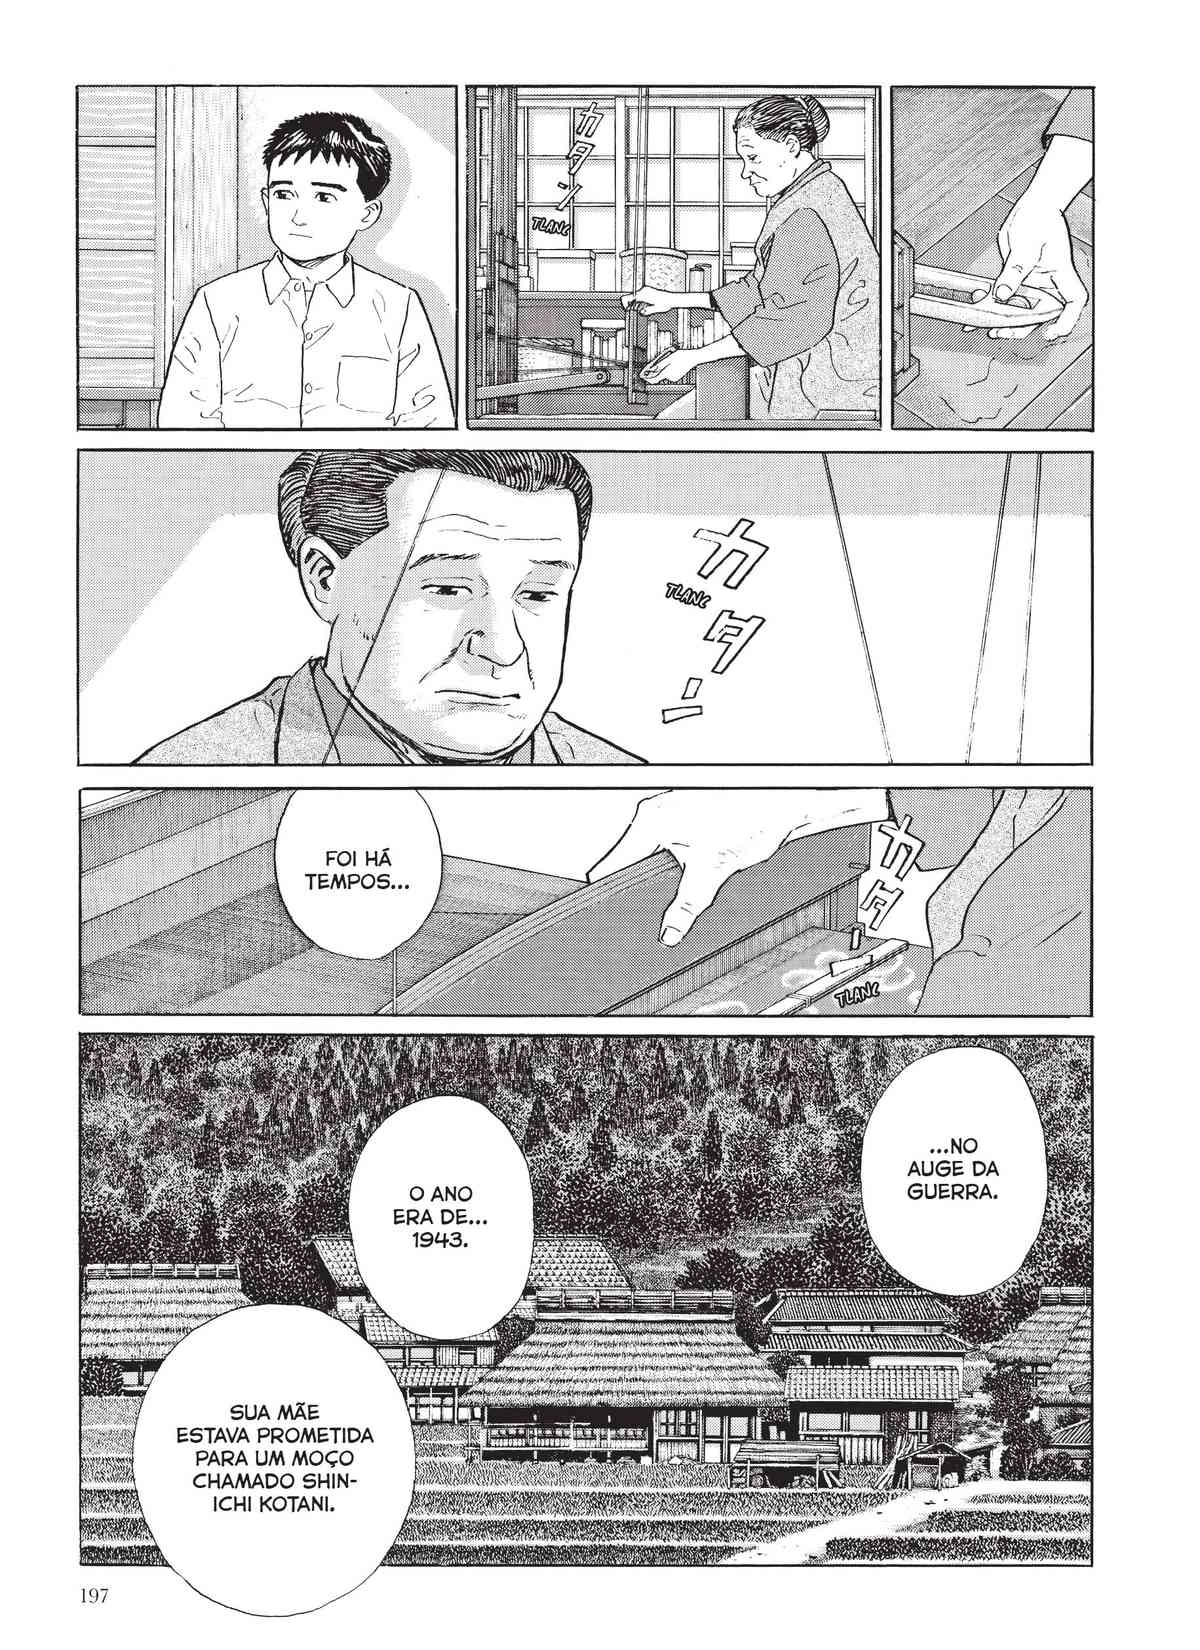 カタン
TLANC
カタン
TLANC
カタン
TLANC
FOI HÁ
TEMPOS...
...NO
AUGE DA
GUERRA.
O ANO
ERA DE...
1943.
SUA MÃE
ESTAVA PROMETIDA
PARA UM MOÇO
CHAMADO SHIN-
ICHI KOTANI.
197